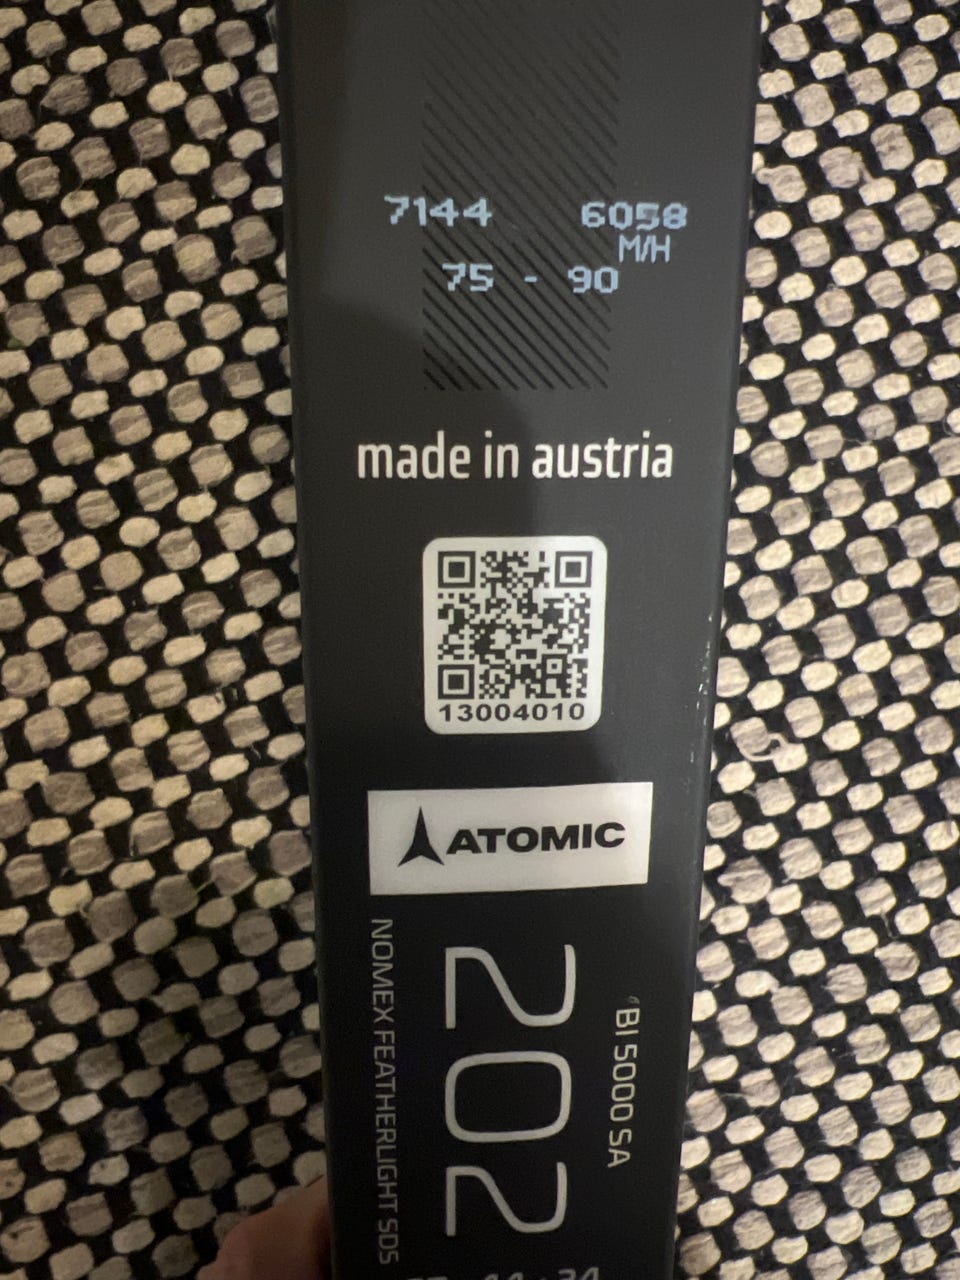 7144 6058
M/H
75 - 90
made in austria
13004010
ATOMIC
NOMEX FEATHERLIGHT SDS
202
BI 5000 SA